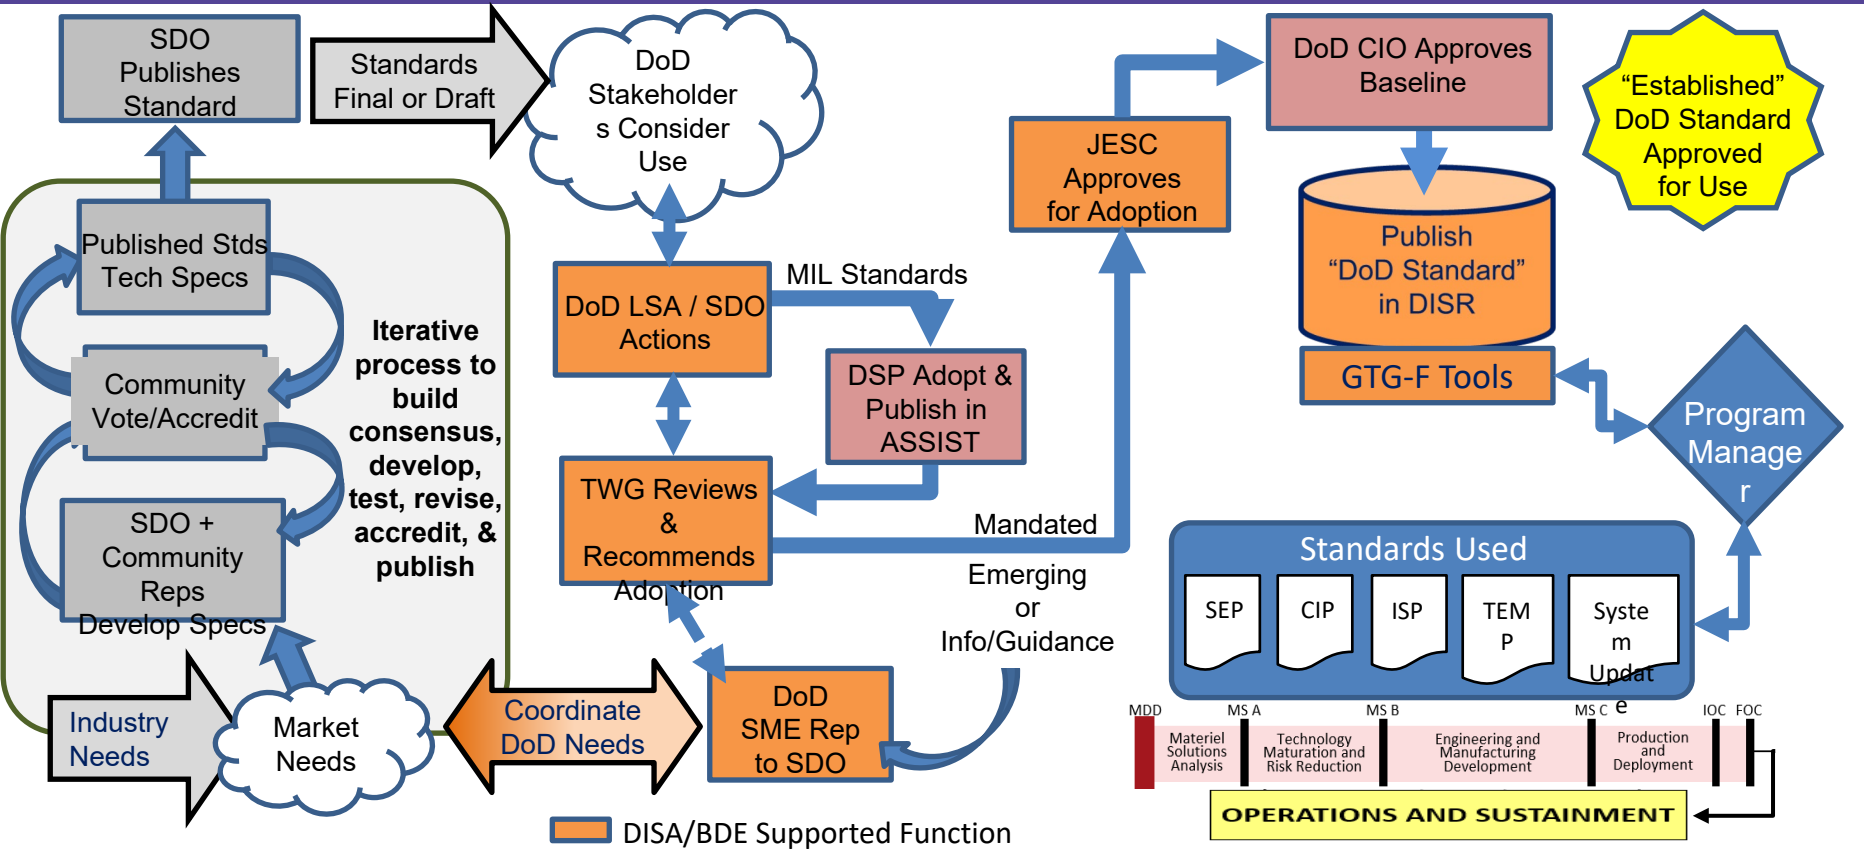 SDO
Publishes
Standard
Standards
Final or Draft
DoD
Stakeholder
s Consider
Use
Published Stds
Tech Specs
Community
Vote/Accredit
SDO +
Community
Reps
Develop Specs
Iterative
process to
build
consensus,
develop,
test, revise,
accredit, &
publish
Industry
Needs
Market
Needs
Coordinate
DoD Needs
DoD LSA / SDO
Actions
MIL Standards
DSP Adopt &
Publish in
ASSIST
TWG Reviews
&
Recommends
Adoption
Mandated
Emerging
or
Info/Guidance
DoD
SME Rep
to SDO
JESC
Approves
for Adoption
DoD CIO Approves
Baseline
Publish
“DoD Standard”
in DISR
GTG-F Tools
“Established”
DoD Standard
Approved
for Use
Program
Manage
r
Standards Used
SEP
CIP
ISP
TEM
P
Syste
m
Updat
e
MDD
MS A
MS B
MS C
IOC
FOC
Materiel
Solutions
Analysis
Technology
Maturation and
Risk Reduction
Engineering and
Manufacturing
Development
Production
and
Deployment
OPERATIONS AND SUSTAINMENT
DISA/BDE Supported Function